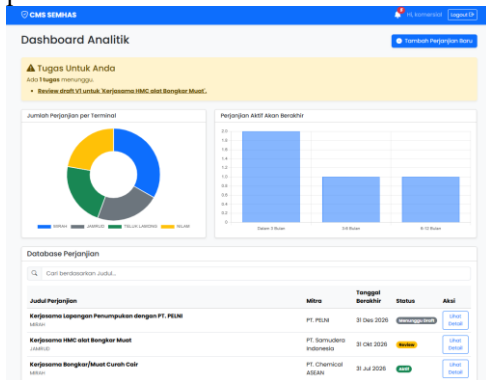 CMS SEMHAS
Hi, komersial
Logout
Dashboard Analitik
Tambah Perjanjian Baru
Tugas Untuk Anda
Ada 1 tugas menunggu.
Review draft V1 untuk 'Kerjasama HMC alat Bongkar Muat'.
Jumlah Perjanjian per Terminal
MIRAH
JAMRUD
TELUK LAMONG
NILAM
Perjanjian Aktif Akan Berakhir
2.0
1.8
1.6
1.4
1.2
1.0
0.8
0.6
0.4
0.2
0
Dalam 3 Bulan
3-6 Bulan
6-12 Bulan
Database Perjanjian
Cari berdasarkan Judul...
Judul Perjanjian Mitra Tanggal Berakhir Status Aksi
Kerjasama Lapangan Penumpukan dengan PT. PELNI
MIRAH
PT. PELNI
31 Des 2026
Menunggu Draft
Lihat Detail
Kerjasama HMC alat Bongkar Muat
JAMRUD
PT. Samudera Indonesia
31 Okt 2026
Review
Lihat Detail
Kerjasama Bongkar/Muat Curah Cair
MIRAH
PT. Chemical ASEAN
31 Jul 2026
Aktif
Lihat Detail